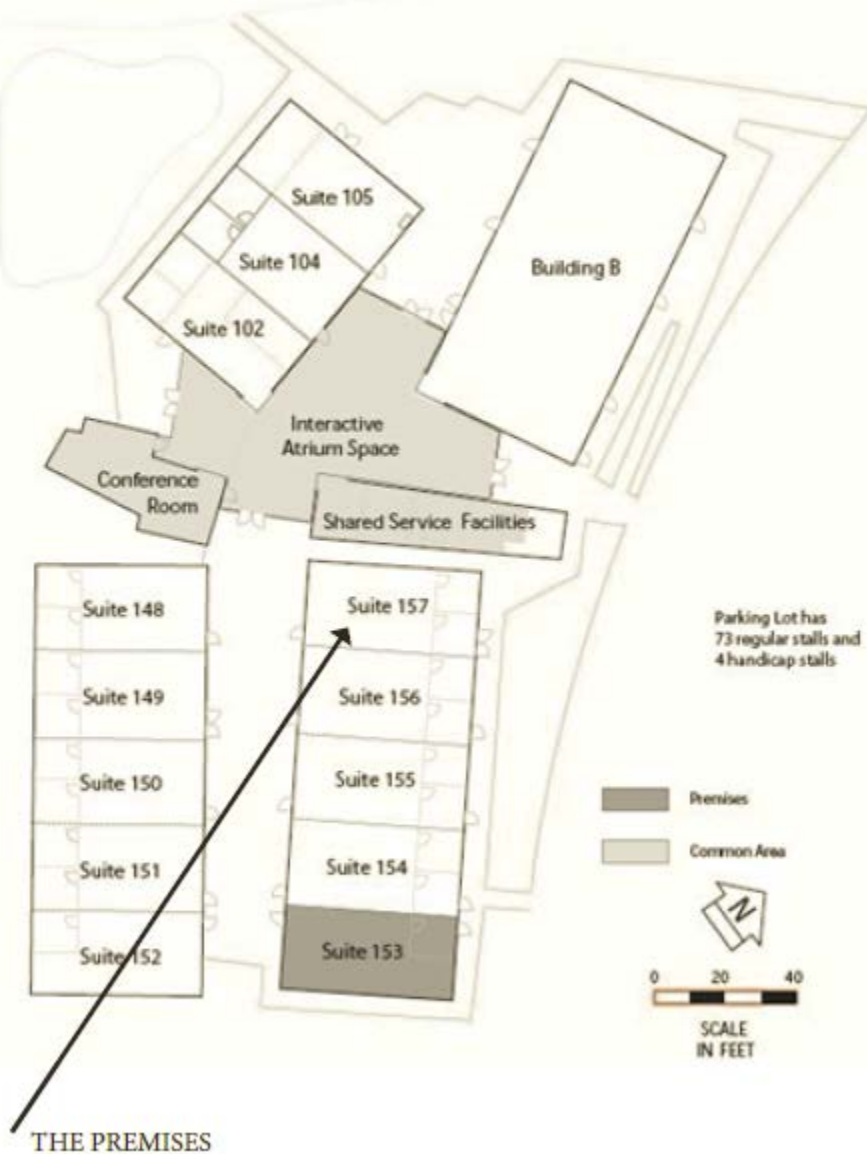 Suite 105
Suite 104
Suite 102
Building B
Interactive
Atrium Space
Conference
Room
Shared Service Facilities
Suite 148
Suite 157
Suite 149
Suite 156
Suite 150
Suite 155
Suite 151
Suite 154
Suite 152
Suite 153
Parking Lot has
73 regular stalls and
4 handicap stalls
Premises
Common Area
N
0 20 40
SCALE
IN FEET
THE PREMISES